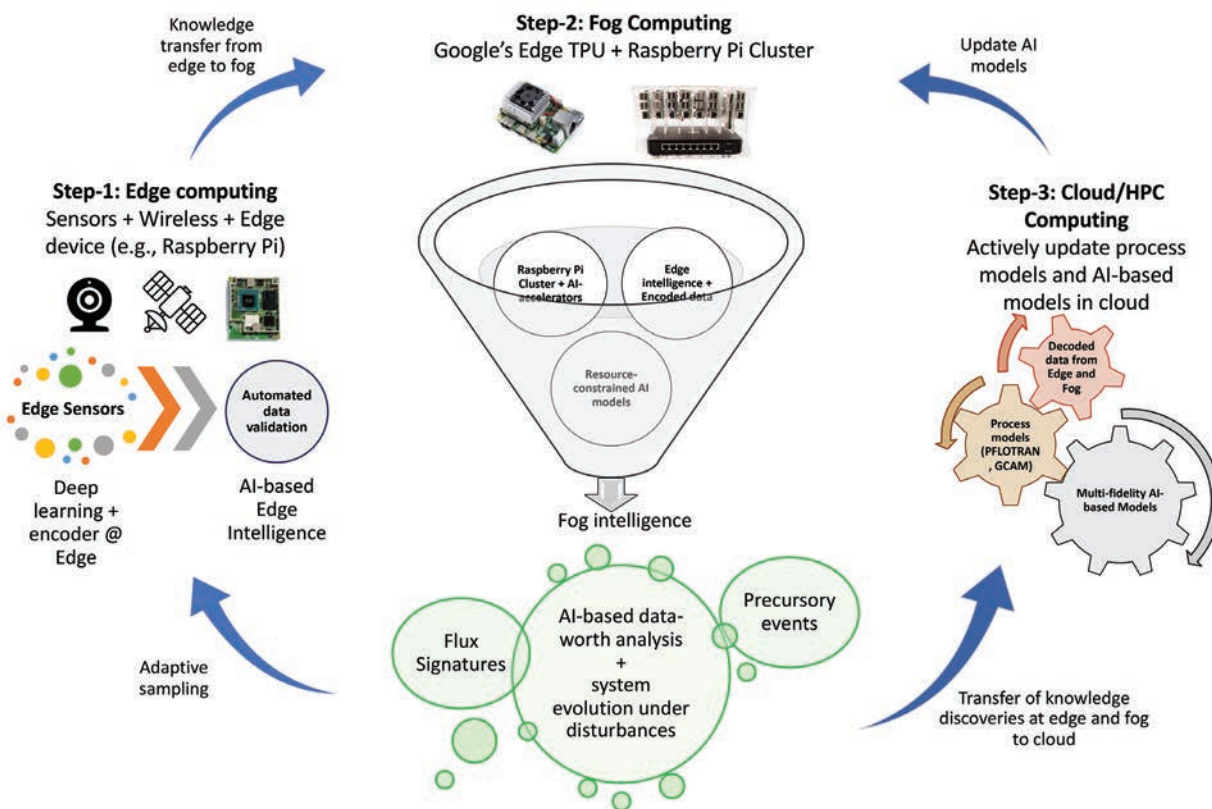 Knowledge
transfer from
edge to fog
Step-2: Fog Computing
Google's Edge TPU + Raspberry Pi Cluster
Update AI
models
Step-1: Edge computing
Sensors + Wireless + Edge
device (e.g., Raspberry Pi)
Edge Sensors
Automated
data
validation
Deep
learning +
encoder @
Edge
AI-based
Edge
Intelligence
Raspberry Pi
Cluster + AI-
accelerators
Edge
intelligence +
Encoded data
Resource-
constrained AI
models
Fog intelligence
Step-3: Cloud/HPC
Computing
Actively update process
models and AI-based
models in cloud
Decoded
data from
Edge and
Fog
Process
models
(PFLOTRAN
, GCAM)
Multi-fidelity AI-
based Models
Adaptive
sampling
Flux
Signatures
AI-based data-
worth analysis
+
system
evolution under
disturbances
Precursory
events
Transfer of knowledge
discoveries at edge and fog
to cloud